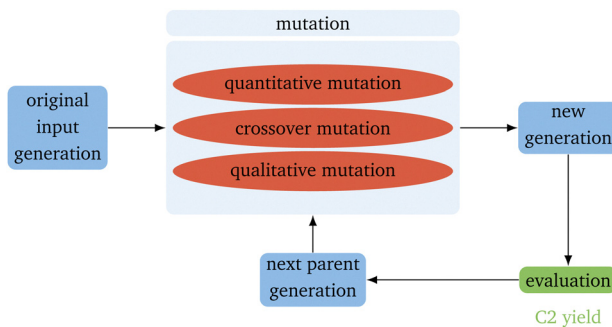 mutation
original
input
generation
quantitative mutation
crossover mutation
qualitative mutation
new
generation
next parent
generation
evaluation
C2 yield